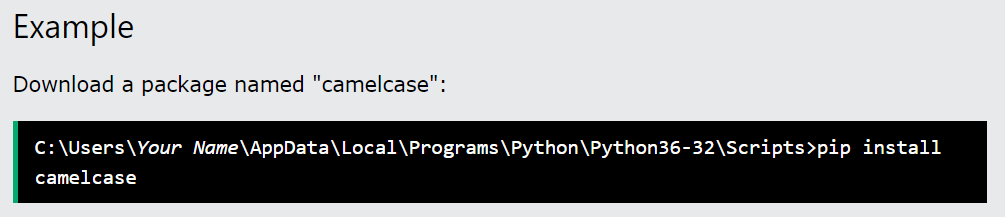 Example
Download a package named "camelcase":
C:\Users\Your Name\AppData\Local\Programs\Python\Python36-32\Scripts>pip install
camelcase